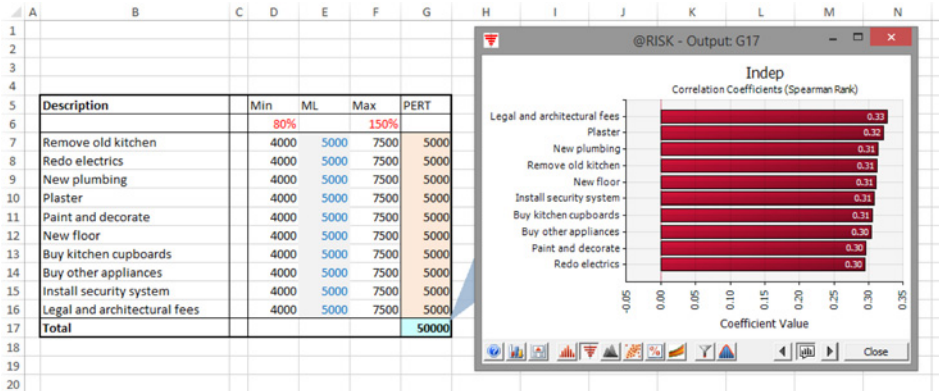 A B C D E F G H I J K L M N
1
2
3
4
5 Description Min ML Max PERT
6 80% 150%
7 Remove old kitchen 4000 5000 7500 5000
8 Redo electrics 4000 5000 7500 5000
9 New plumbing 4000 5000 7500 5000
10 Plaster 4000 5000 7500 5000
11 Paint and decorate 4000 5000 7500 5000
12 New floor 4000 5000 7500 5000
13 Buy kitchen cupboards 4000 5000 7500 5000
14 Buy other appliances 4000 5000 7500 5000
15 Install security system 4000 5000 7500 5000
16 Legal and architectural fees 4000 5000 7500 5000
17 Total 50000
18
19
20
@RISK - Output: G17
Indep
Correlation Coefficients (Spearman Rank)
Legal and architectural fees 0.33
Plaster 0.32
New plumbing 0.31
Remove old kitchen 0.31
New floor 0.31
Install security system 0.31
Buy kitchen cupboards 0.31
Buy other appliances 0.30
Paint and decorate 0.30
Redo electrics 0.30
-0.05 0.00 0.05 0.10 0.15 0.20 0.25 0.30 0.35
Coefficient Value
Close